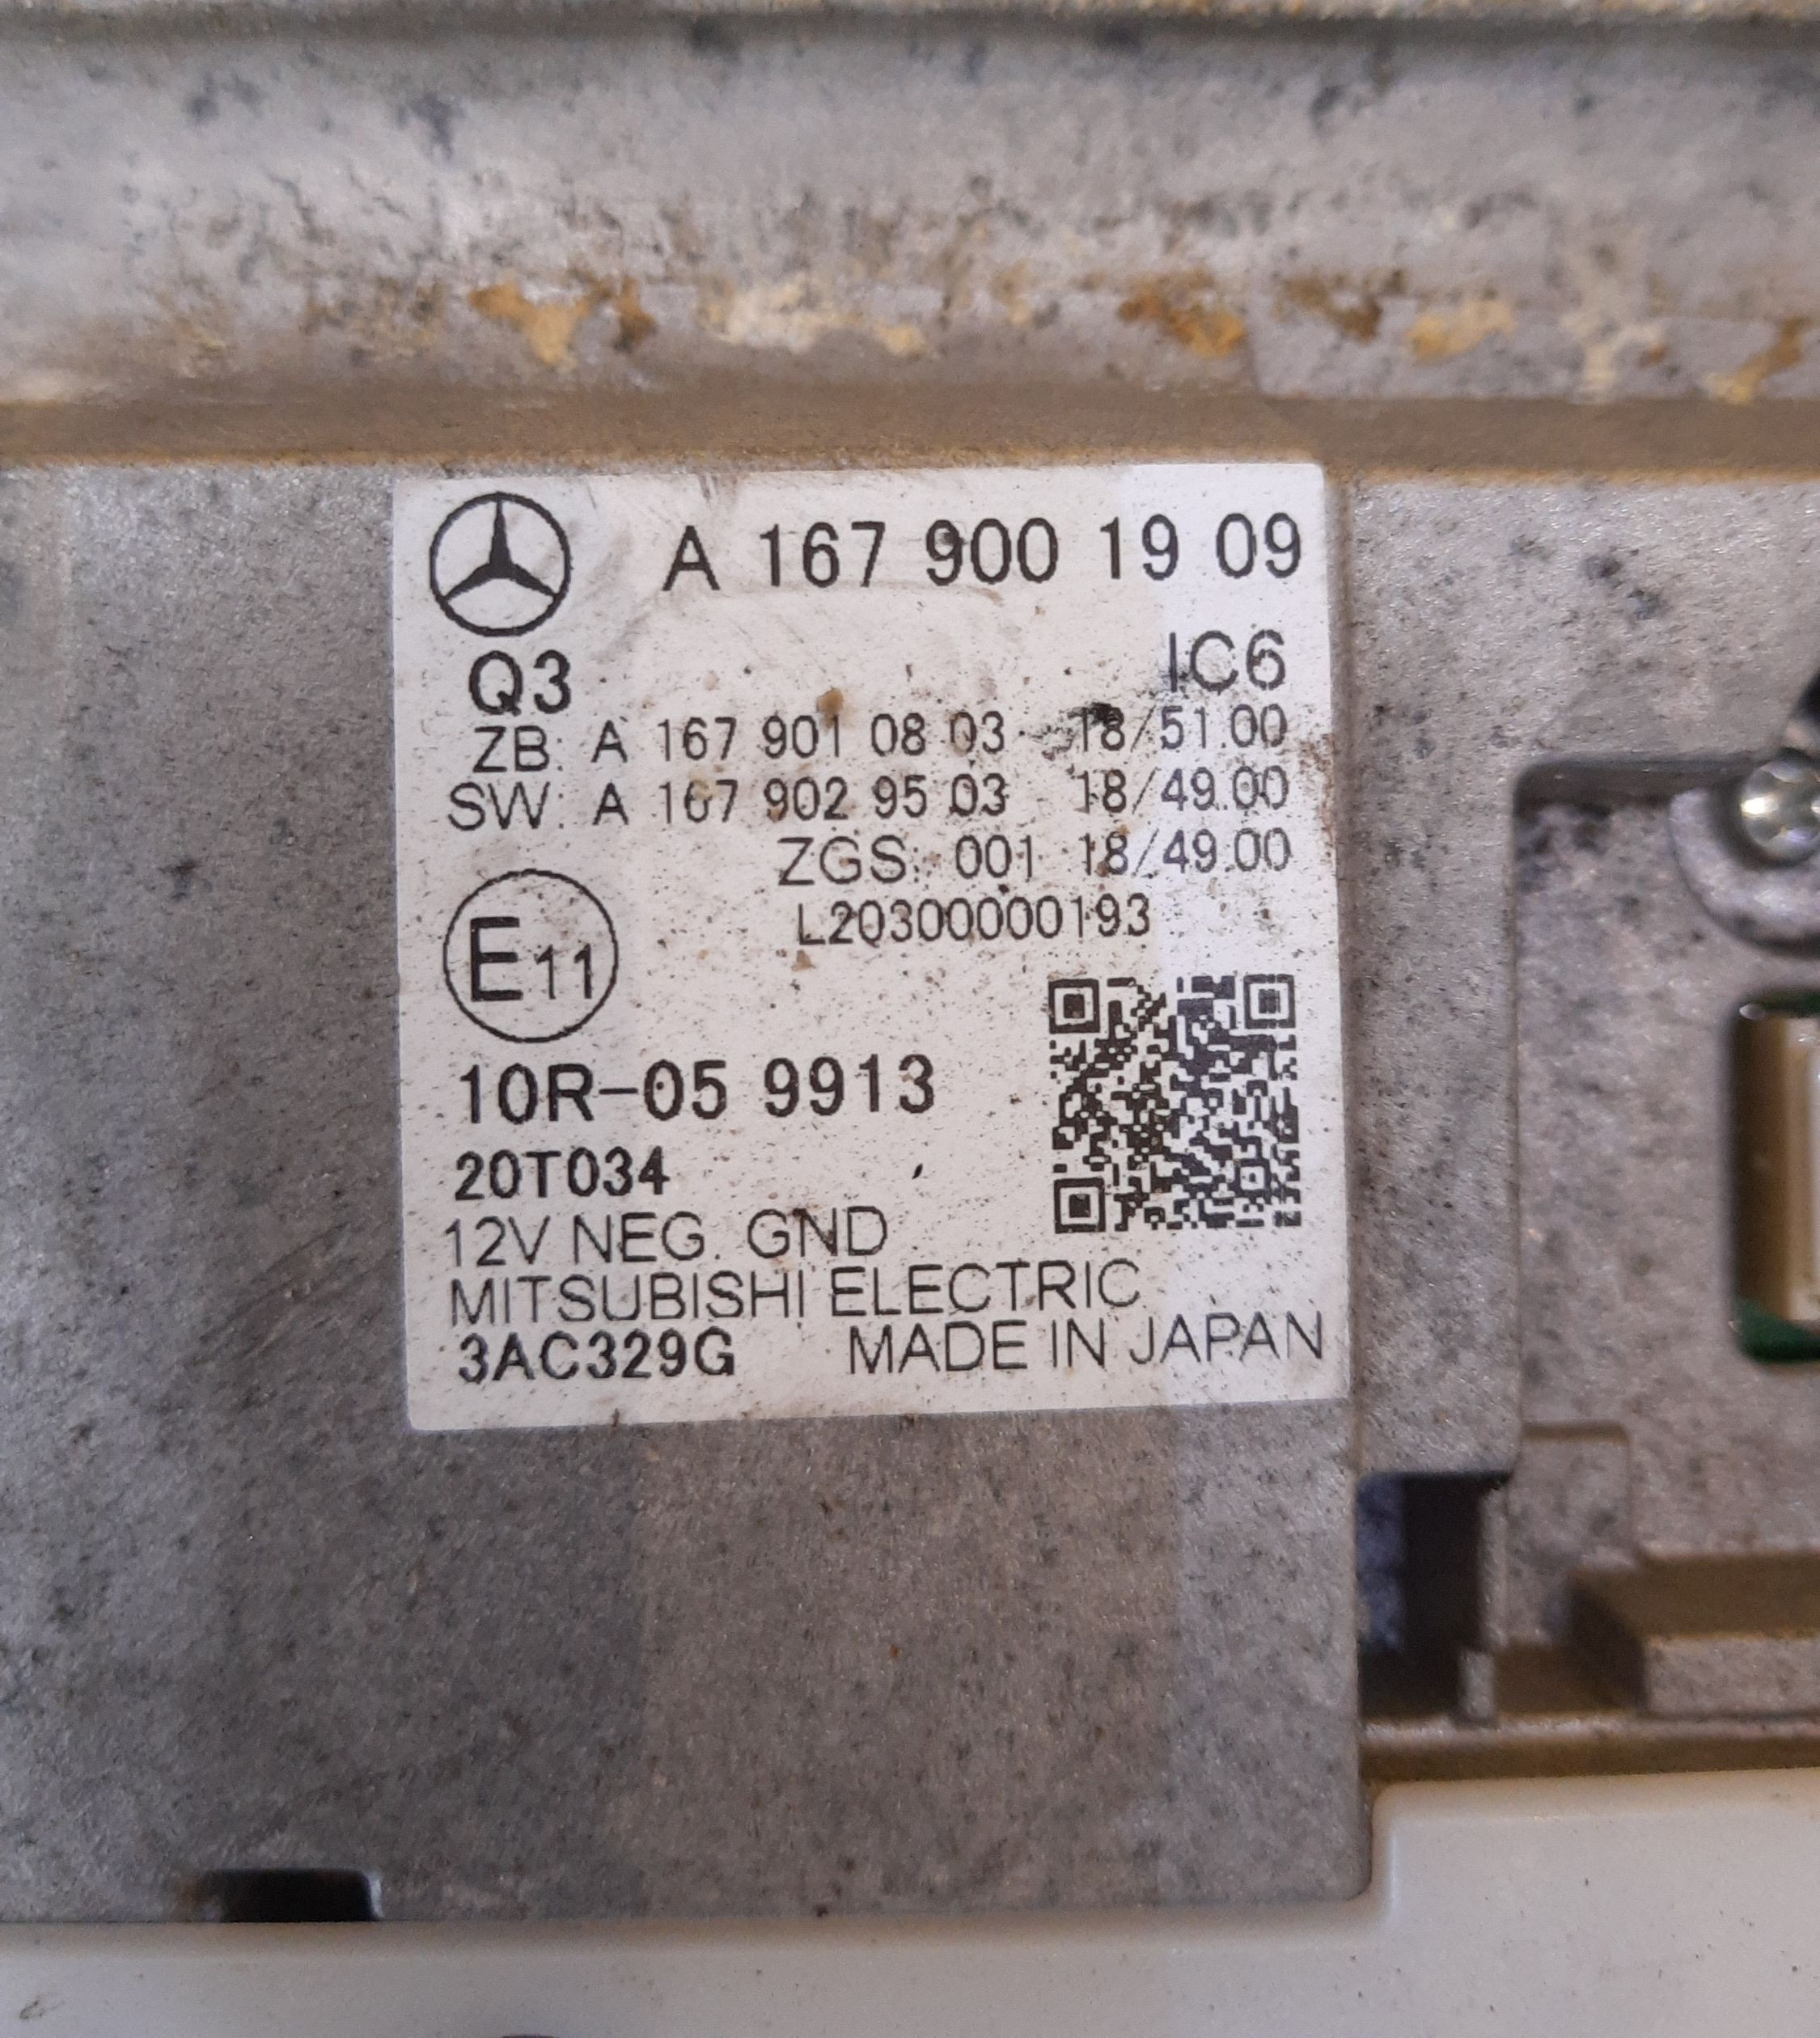 A 167 900 19 09
Q3 IC6
ZB: A 167 901 08 03 18/51.00
SW: A 167 902 95 03 18/49.00
ZGS: 001 18/49.00
L20300000193
E11
10R-05 9913
20T034
12V NEG. GND
MITSUBISHI ELECTRIC
3AC329G MADE IN JAPAN